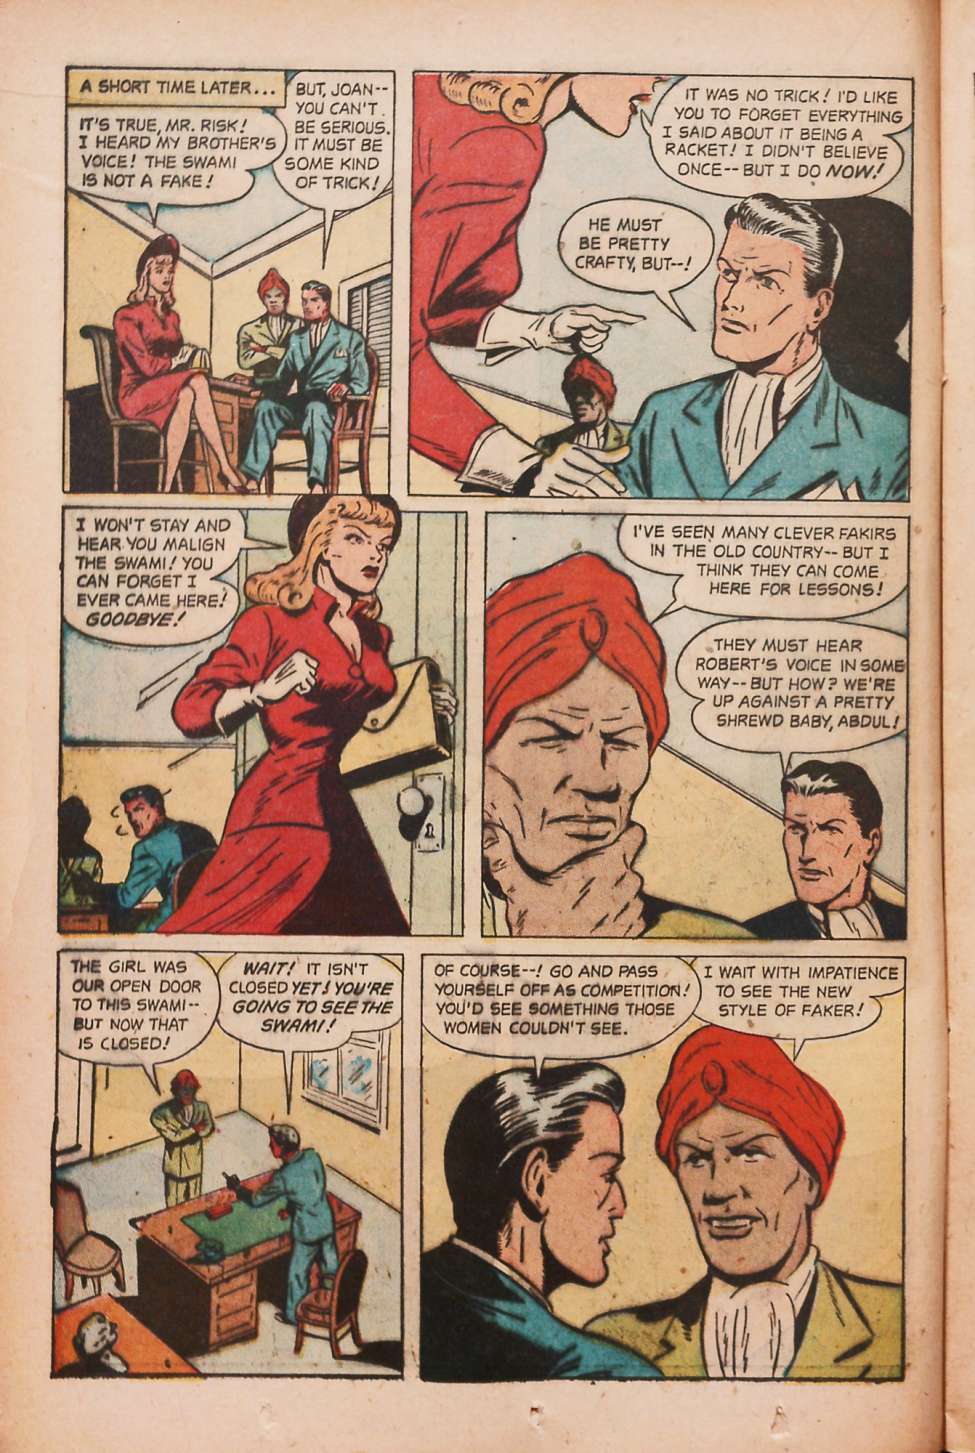 A SHORT TIME LATER...
IT'S TRUE, MR. RISK!
I HEARD MY BROTHER'S
VOICE! THE SWAMI
IS NOT A FAKE!
BUT, JOAN--
YOU CAN'T
BE SERIOUS.
IT MUST BE
SOME KIND
OF TRICK!
IT WAS NO TRICK! I'D LIKE
YOU TO FORGET EVERYTHING
I SAID ABOUT IT BEING A
RACKET! I DIDN'T BELIEVE
ONCE-- BUT I DO NOW!
HE MUST
BE PRETTY
CRAFTY, BUT--!
I WON'T STAY AND
HEAR YOU MALIGN
THE SWAMI! YOU
CAN FORGET I
EVER CAME HERE!
GOODBYE!
I'VE SEEN MANY CLEVER FAKIRS
IN THE OLD COUNTRY-- BUT I
THINK THEY CAN COME
HERE FOR LESSONS!
THEY MUST HEAR
ROBERT'S VOICE IN SOME
WAY-- BUT HOW? WE'RE
UP AGAINST A PRETTY
SHREWD BABY, ABDUL!
THE GIRL WAS
OUR OPEN DOOR
TO THIS SWAMI--
BUT NOW THAT
IS CLOSED!
WAIT! IT ISN'T
CLOSED YET! YOU'RE
GOING TO SEE THE
SWAMI!
OF COURSE--! GO AND PASS
YOURSELF OFF AS COMPETITION!
YOU'D SEE SOMETHING THOSE
WOMEN COULDN'T SEE.
I WAIT WITH IMPATIENCE
TO SEE THE NEW
STYLE OF FAKER!